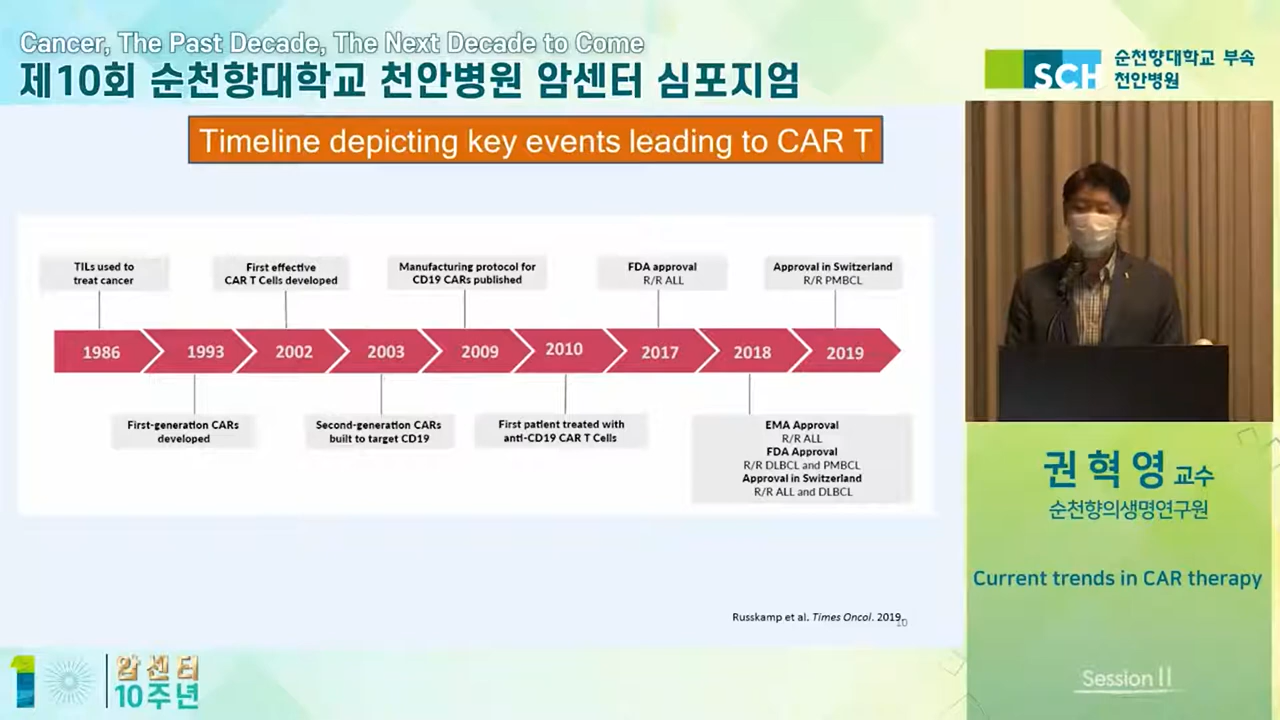 Cancer, The Past Decade, The Next Decade to Come
제10회 순천향대학교 천안병원 암센터 심포지엄
SCH
순천향대학교 부속
천안병원
Timeline depicting key events leading to CAR T
TILs used to
treat cancer
First effective
CAR T Cells developed
Manufacturing protocol for
CD19 CARs published
FDA approval
R/R ALL
Approval in Switzerland
R/R PMBCL
1986
1993
2002
2003
2009
2010
2017
2018
2019
First-generation CARs
developed
Second-generation CARs
built to target CD19
First patient treated with
anti-CD19 CAR T Cells
EMA Approval
R/R ALL
FDA Approval
R/R DLBCL and PMBCL
Approval in Switzerland
R/R ALL and DLBCL
Russkamp et al. Times Oncol. 2019.
10
권혁영 교수
순천향의생명연구원
Current trends in CAR therapy
Session II
10
암센터
10주년